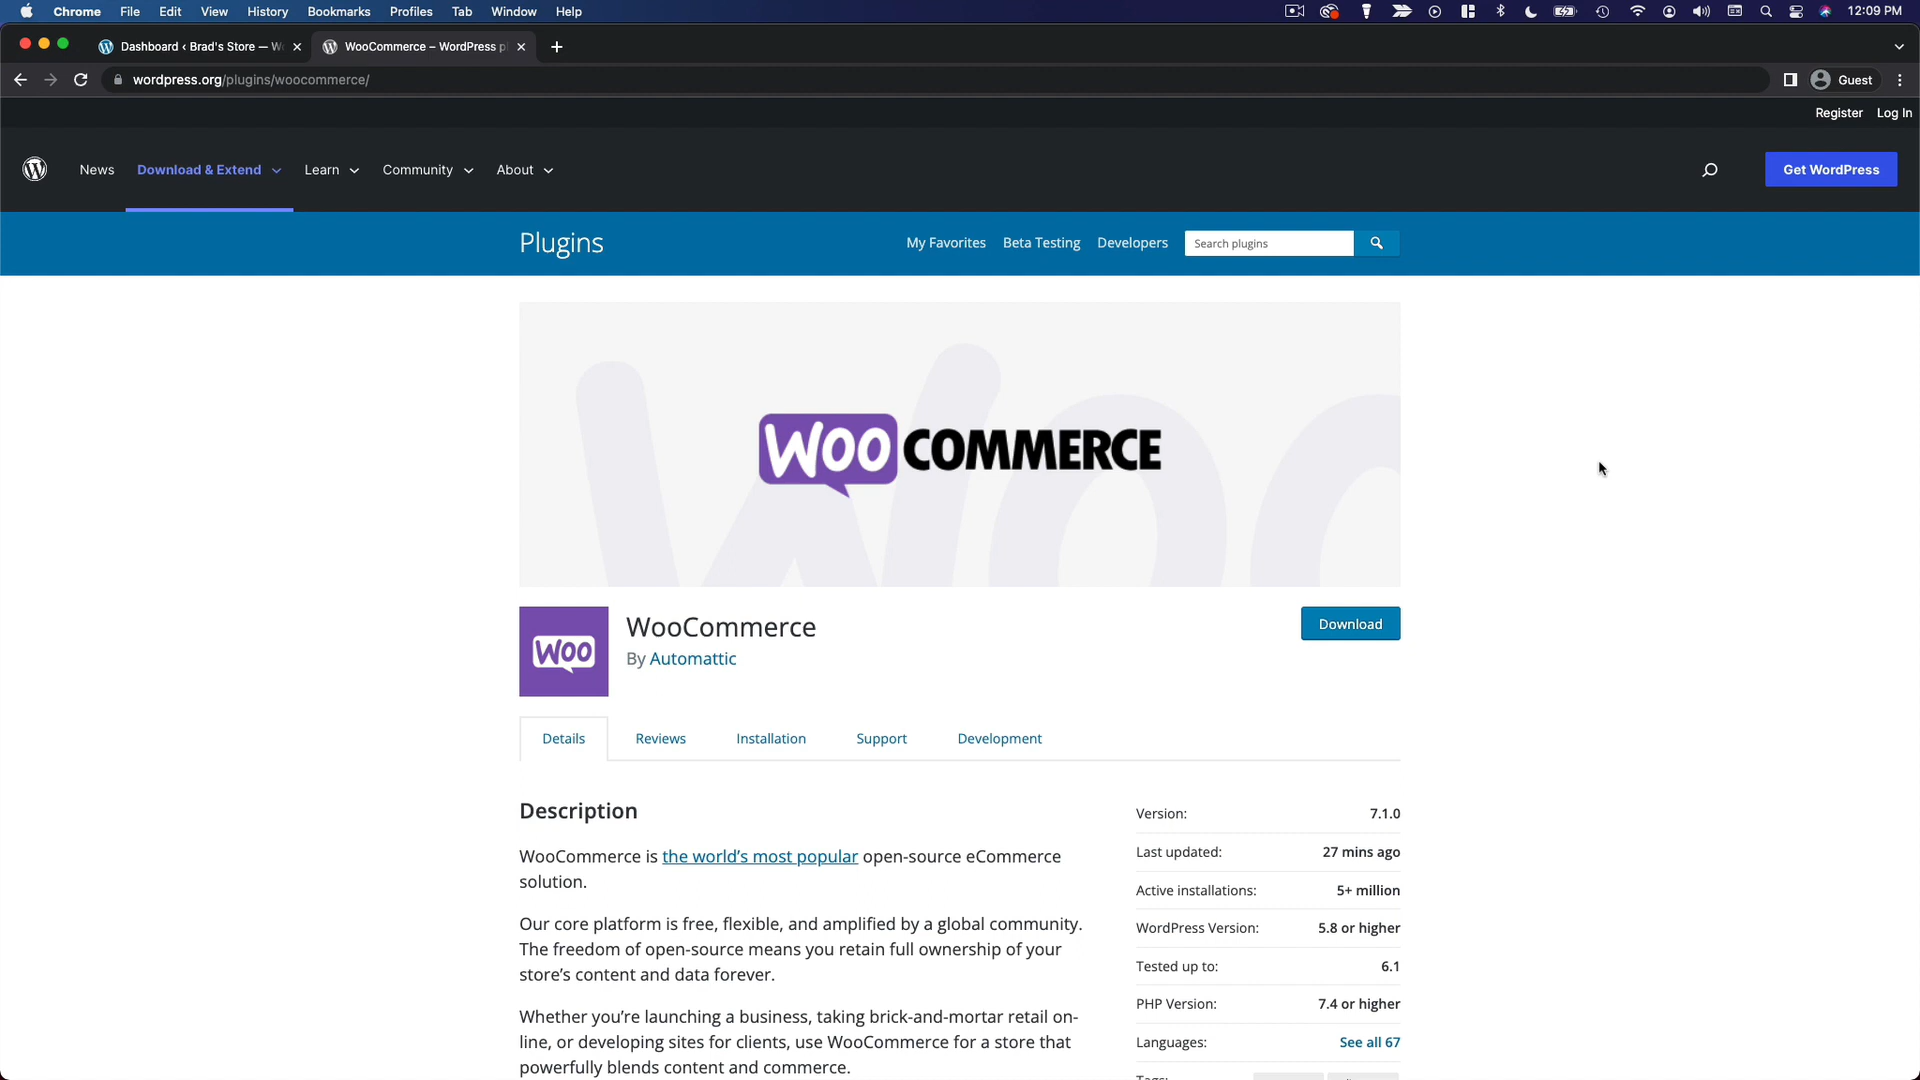 Chrome File Edit View History Bookmarks Profiles Tab Window Help 12:09 PM
Dashboard ‹ Brad's Store — W
WooCommerce – WordPress p
wordpress.org/plugins/woocommerce/
Guest
Register Log In
News Download & Extend Learn Community About Get WordPress
Plugins My Favorites Beta Testing Developers Search plugins
WOO COMMERCE
WOO
WooCommerce
By Automattic
Download
Details Reviews Installation Support Development
Description
WooCommerce is the world's most popular open-source eCommerce
solution.
Our core platform is free, flexible, and amplified by a global community.
The freedom of open-source means you retain full ownership of your
store's content and data forever.
Whether you're launching a business, taking brick-and-mortar retail on-
line, or developing sites for clients, use WooCommerce for a store that
powerfully blends content and commerce.
Version: 7.1.0
Last updated: 27 mins ago
Active installations: 5+ million
WordPress Version: 5.8 or higher
Tested up to: 6.1
PHP Version: 7.4 or higher
Languages: See all 67